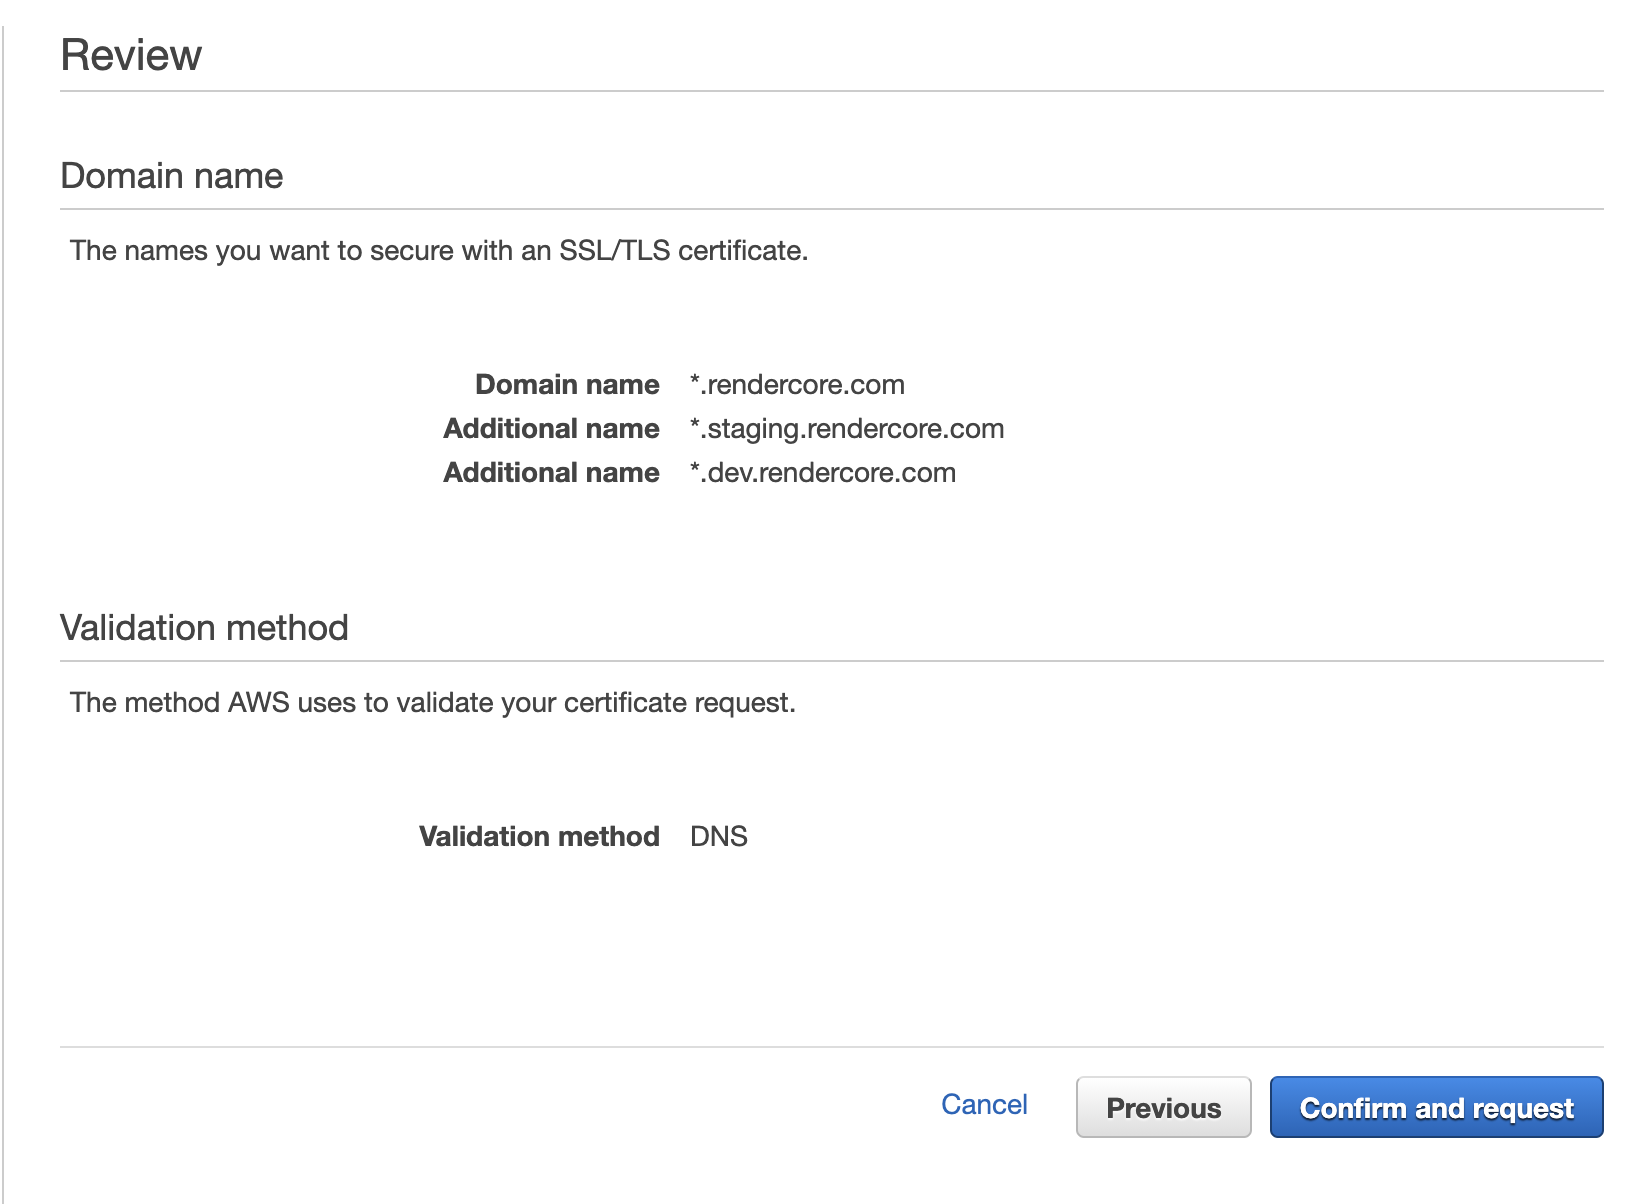 Review
Domain name
The names you want to secure with an SSL/TLS certificate.
Domain name *.rendercore.com
Additional name *.staging.rendercore.com
Additional name *.dev.rendercore.com
Validation method
The method AWS uses to validate your certificate request.
Validation method DNS
Cancel Previous Confirm and request